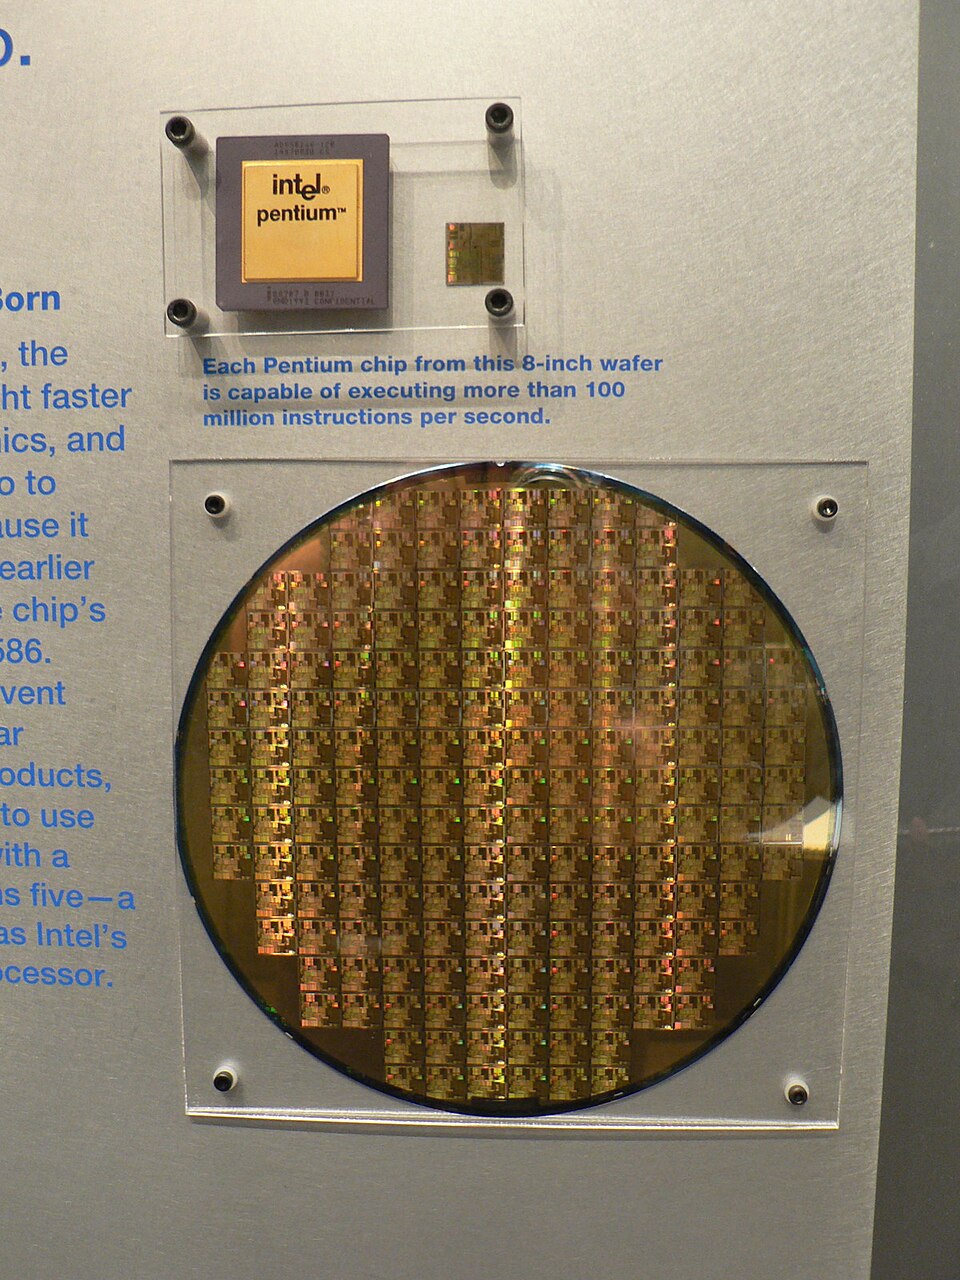 o.
Born
, the
ht faster
ics, and
o to
ause it
earlier
chip's
586.
vent
ar
oducts,
to use
with a
ns five—a
as Intel's
ocessor.
intel®
pentium™
CONFIDENTIAL
Each Pentium chip from this 8-inch wafer
is capable of executing more than 100
million instructions per second.